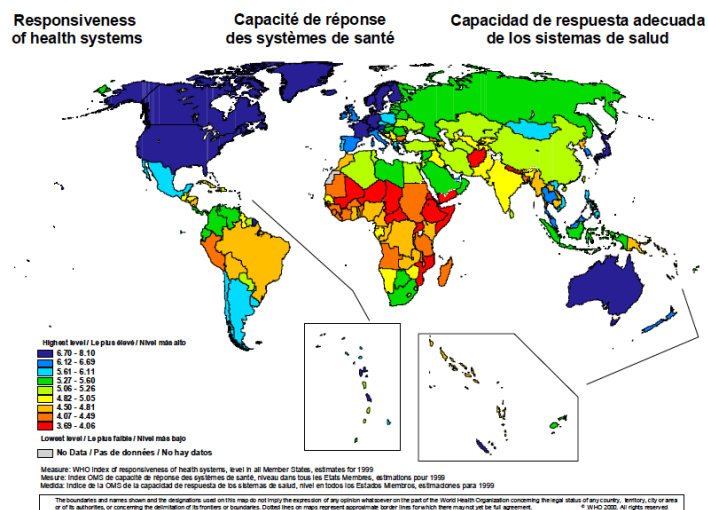 Responsiveness of health systems
Capacité de réponse des systèmes de santé
Capacidad de respuesta adecuada de los sistemas de salud
Highest level / Le plus élevé / Nivel más alto
6.70 - 8.10
6.12 - 6.69
5.61 - 6.11
5.27 - 5.60
5.06 - 5.26
4.82 - 5.05
4.50 - 4.81
4.07 - 4.49
3.69 - 4.06
Lowest level / Le plus faible / Nivel más bajo
No Data / Pas de données / No hay datos
Measure: WHO Index of responsiveness of health systems, level in all Member States, estimates for 1999
Mesure: Index OMS de capacité de réponse des systèmes de santé, niveau dans tous les Etats Membres, estimations pour 1999
Medida: Indice de la OMS de la capacidad de respuesta de los sistemas de salud, nivel en todos los Estados Miembros, estimaciones para 1999
The boundaries and names shown and the designations used on this map do not imply the expression of any opinion whatsoever on the part of the World Health Organization concerning the legal status of any country, territory, city or area
or of its authorities, or concerning the delimitation of its frontiers or boundaries. Dotted lines on maps represent approximate border lines for which there may not yet be full agreement. © WHO 2000. All rights reserved